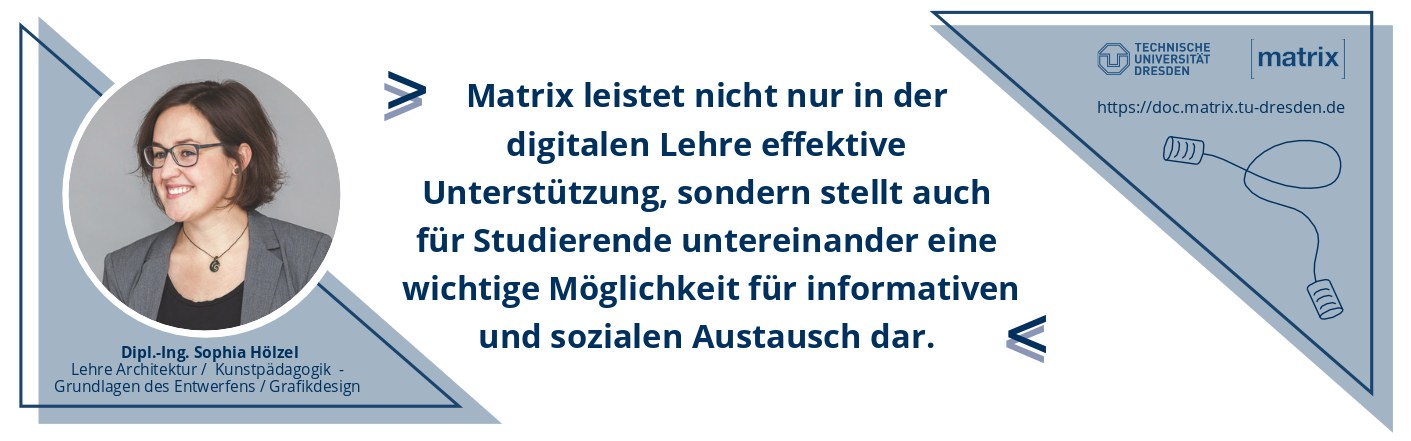 Matrix leistet nicht nur in der
digitalen Lehre effektive
Unterstützung, sondern stellt auch
für Studierende untereinander eine
wichtige Möglichkeit für informativen
und sozialen Austausch dar.
Dipl.-Ing. Sophia Hölzel
Lehre Architektur / Kunstpädagogik -
Grundlagen des Entwerfens / Grafikdesign
TECHNISCHE
UNIVERSITÄT
DRESDEN
[matrix]
https://doc.matrix.tu-dresden.de